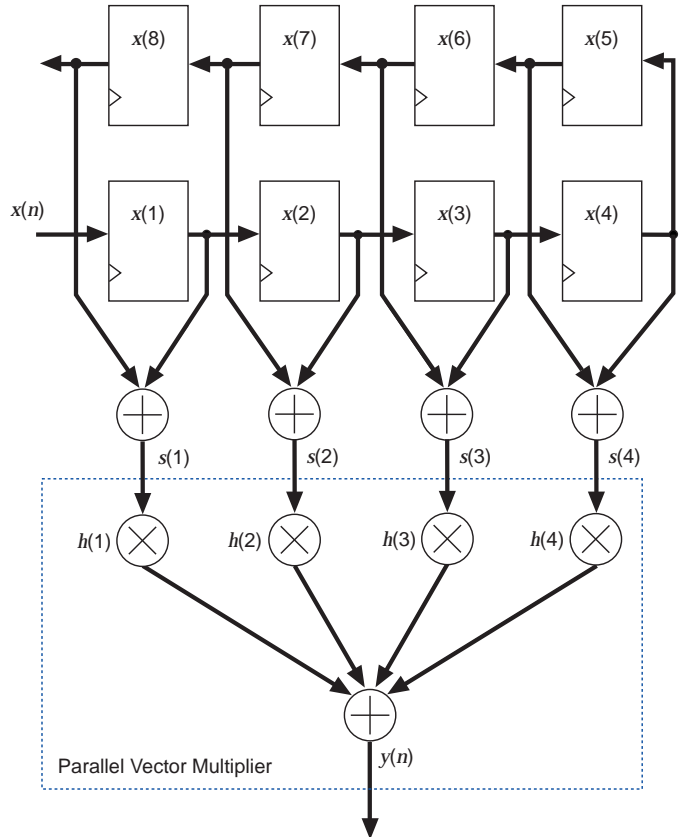 x(8) x(7) x(6) x(5)
x(n) x(1) x(2) x(3) x(4)
s(1) s(2) s(3) s(4)
h(1) h(2) h(3) h(4)
y(n)
Parallel Vector Multiplier